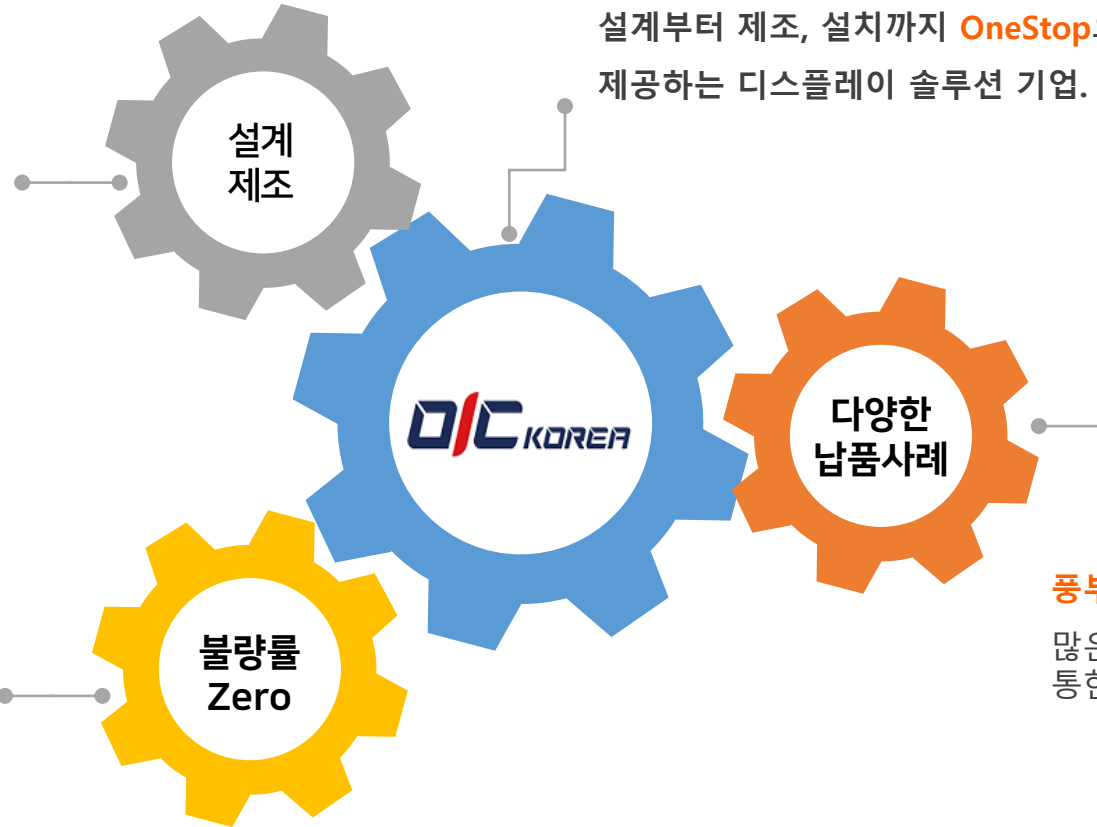 설계부터 제조, 설치까지 OneStop
제공하는 디스플레이 솔루션 기업.
설계
제조
OIC KOREA
다양한
납품사례
불량률
Zero